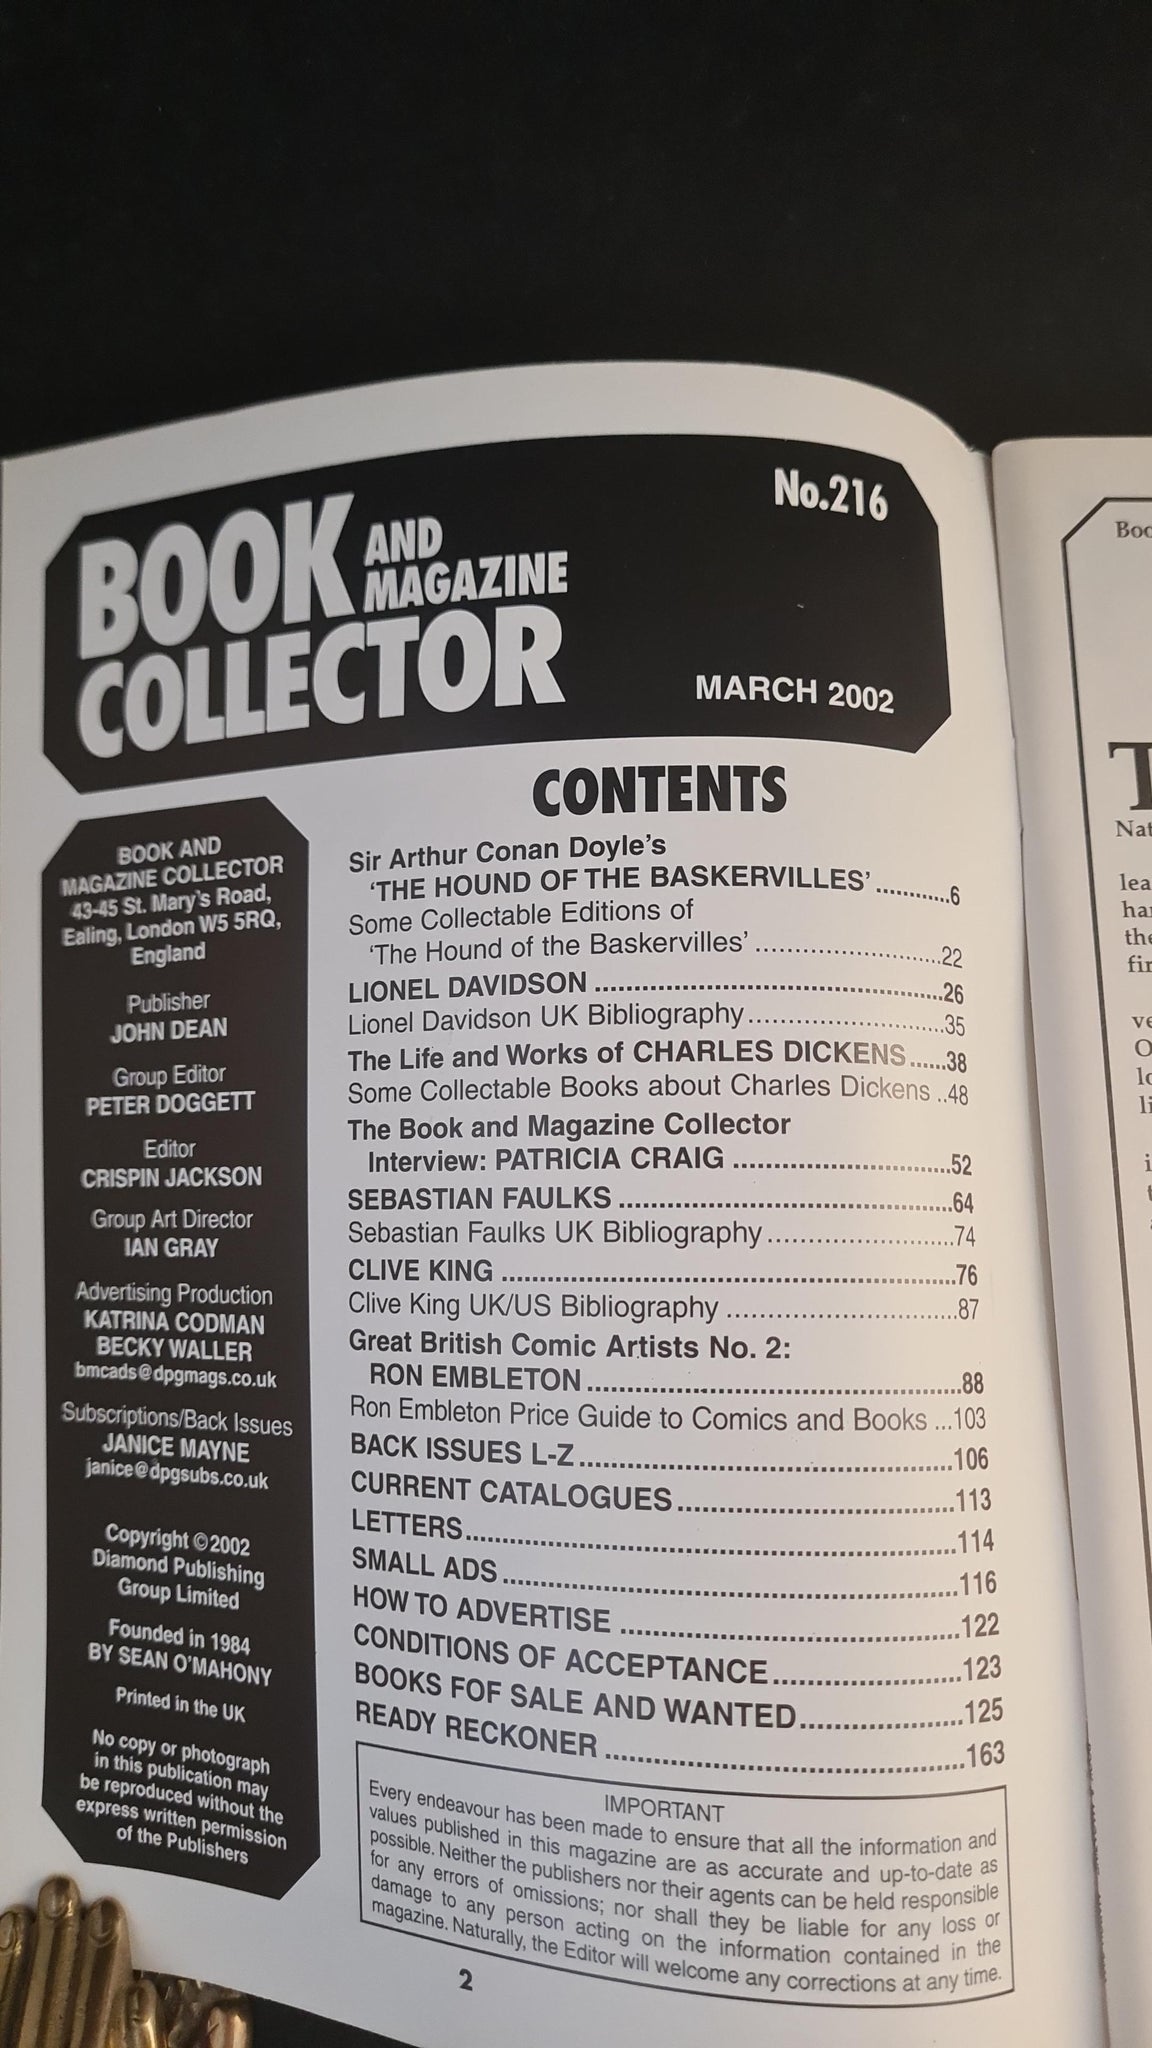 No.216
BOOK AND
MAGAZINE
COLLECTOR
MARCH 2002
BOOK AND
MAGAZINE COLLECTOR
43-45 St. Mary's Road,
Ealing, London W5 5RQ,
England
Publisher
JOHN DEAN
Group Editor
PETER DOGGETT
Editor
CRISPIN JACKSON
Group Art Director
IAN GRAY
Advertising Production
KATRINA CODMAN
BECKY WALLER
bmcads@dpgmags.co.uk
Subscriptions/Back Issues
JANICE MAYNE
janice@dpgsubs.co.uk
Copyright ©2002
Diamond Publishing
Group Limited
Founded in 1984
BY SEAN O'MAHONY
Printed in the UK
No copy or photograph
in this publication may
be reproduced without the
express written permission
of the Publishers
CONTENTS
Sir Arthur Conan Doyle's
'THE HOUND OF THE BASKERVILLES'...........6
Some Collectable Editions of
'The Hound of the Baskervilles' ............................22
LIONEL DAVIDSON .....................................................26
Lionel Davidson UK Bibliography.............................35
The Life and Works of CHARLES DICKENS......38
Some Collectable Books about Charles Dickens ..48
The Book and Magazine Collector
Interview: PATRICIA CRAIG .................................52
SEBASTIAN FAULKS ..................................................64
Sebastian Faulks UK Bibliography...........................74
CLIVE KING ....................................................................76
Clive King UK/US Bibliography ..................................87
Great British Comic Artists No. 2:
RON EMBLETON.........................................................88
Ron Embleton Price Guide to Comics and Books ...103
BACK ISSUES L-Z........................................................106
CURRENT CATALOGUES.........................................113
LETTERS.........................................................................114
SMALL ADS...................................................................116
HOW TO ADVERTISE ..................................................122
CONDITIONS OF ACCEPTANCE............................123
BOOKS FOF SALE AND WANTED........................125
READY RECKONER .....................................................163
IMPORTANT
Every endeavour has been made to ensure that all the information and
values published in this magazine are as accurate and up-to-date as
possible. Neither the publishers nor their agents can be held responsible
for any errors of omissions; nor shall they be liable for any loss or
damage to any person acting on the information contained in the
magazine. Naturally, the Editor will welcome any corrections at any time.
2
Boo
T
Nat
lea
har
the
fir
ve
O
lo
li